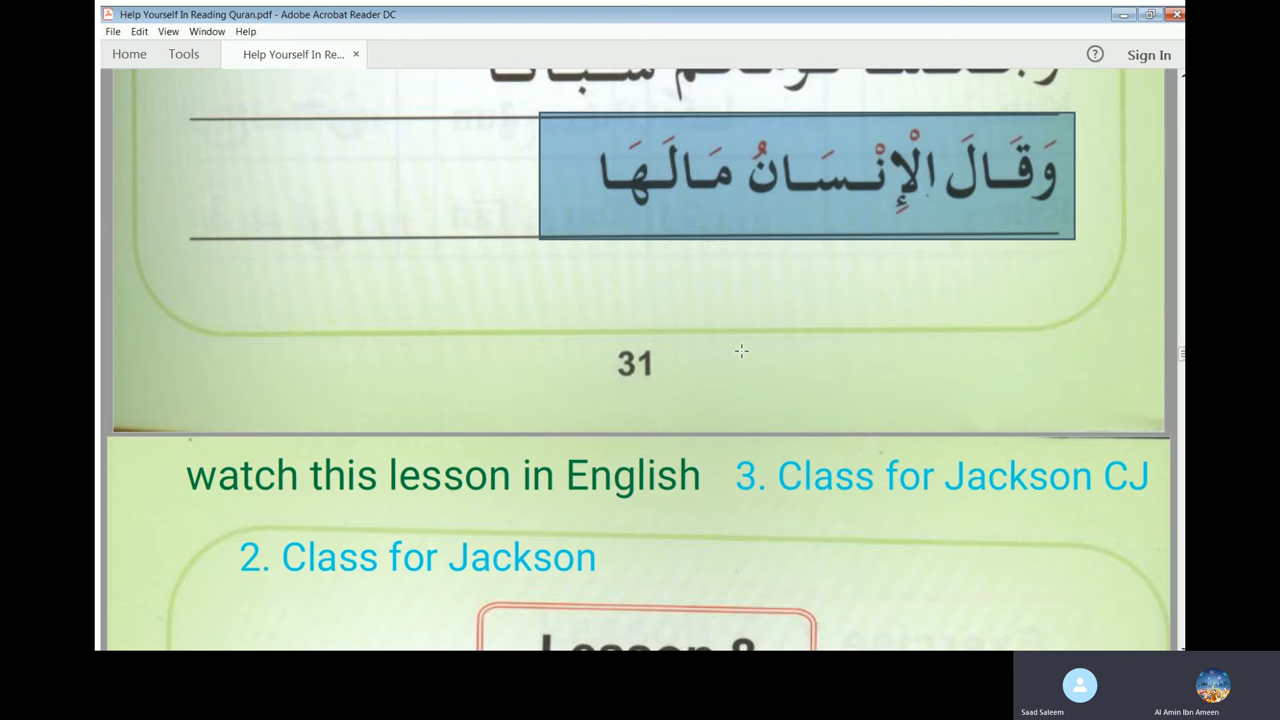 Help Yourself In Reading Quran.pdf - Adobe Acrobat Reader DC
File Edit View Window Help
Home Tools Help Yourself In Re... × ? Sign In
وَقَالَ الْإِنْسَانُ مَالَهَا
31
watch this lesson in English 3. Class for Jackson CJ
2. Class for Jackson
Lesson 8
Saad Saleem Al Amin Ibn Ameen